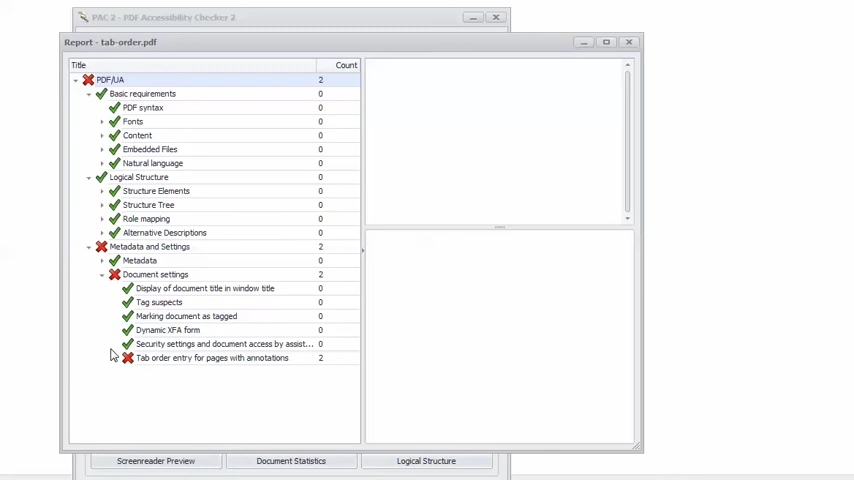 PAC 2 - PDF Accessibility Checker 2
Report - tab-order.pdf
Title Count
PDF/UA 2
Basic requirements 0
PDF syntax 0
Fonts 0
Content 0
Embedded Files 0
Natural language 0
Logical Structure 0
Structure Elements 0
Structure Tree 0
Role mapping 0
Alternative Descriptions 0
Metadata and Settings 2
Metadata 0
Document settings 2
Display of document title in window title 0
Tag suspects 0
Marking document as tagged 0
Dynamic XFA form 0
Security settings and document access by assist... 0
Tab order entry for pages with annotations 2
Screenreader Preview Document Statistics Logical Structure